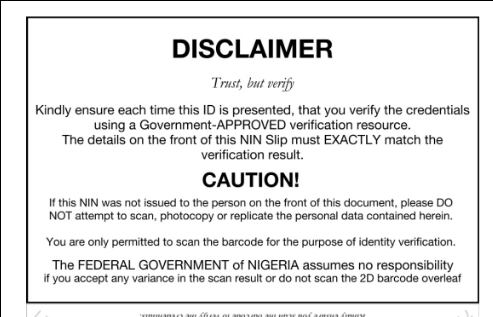 DISCLAIMER
Trust, but verify
Kindly ensure each time this ID is presented, that you verify the credentials
using a Government-APPROVED verification resource.
The details on the front of this NIN Slip must EXACTLY match the
verification result.
CAUTION!
If this NIN was not issued to the person on the front of this document, please DO
NOT attempt to scan, photocopy or replicate the personal data contained herein.
You are only permitted to scan the barcode for the purpose of identity verification.
The FEDERAL GOVERNMENT of NIGERIA assumes no responsibility
if you accept any variance in the scan result or do not scan the 2D barcode overleaf